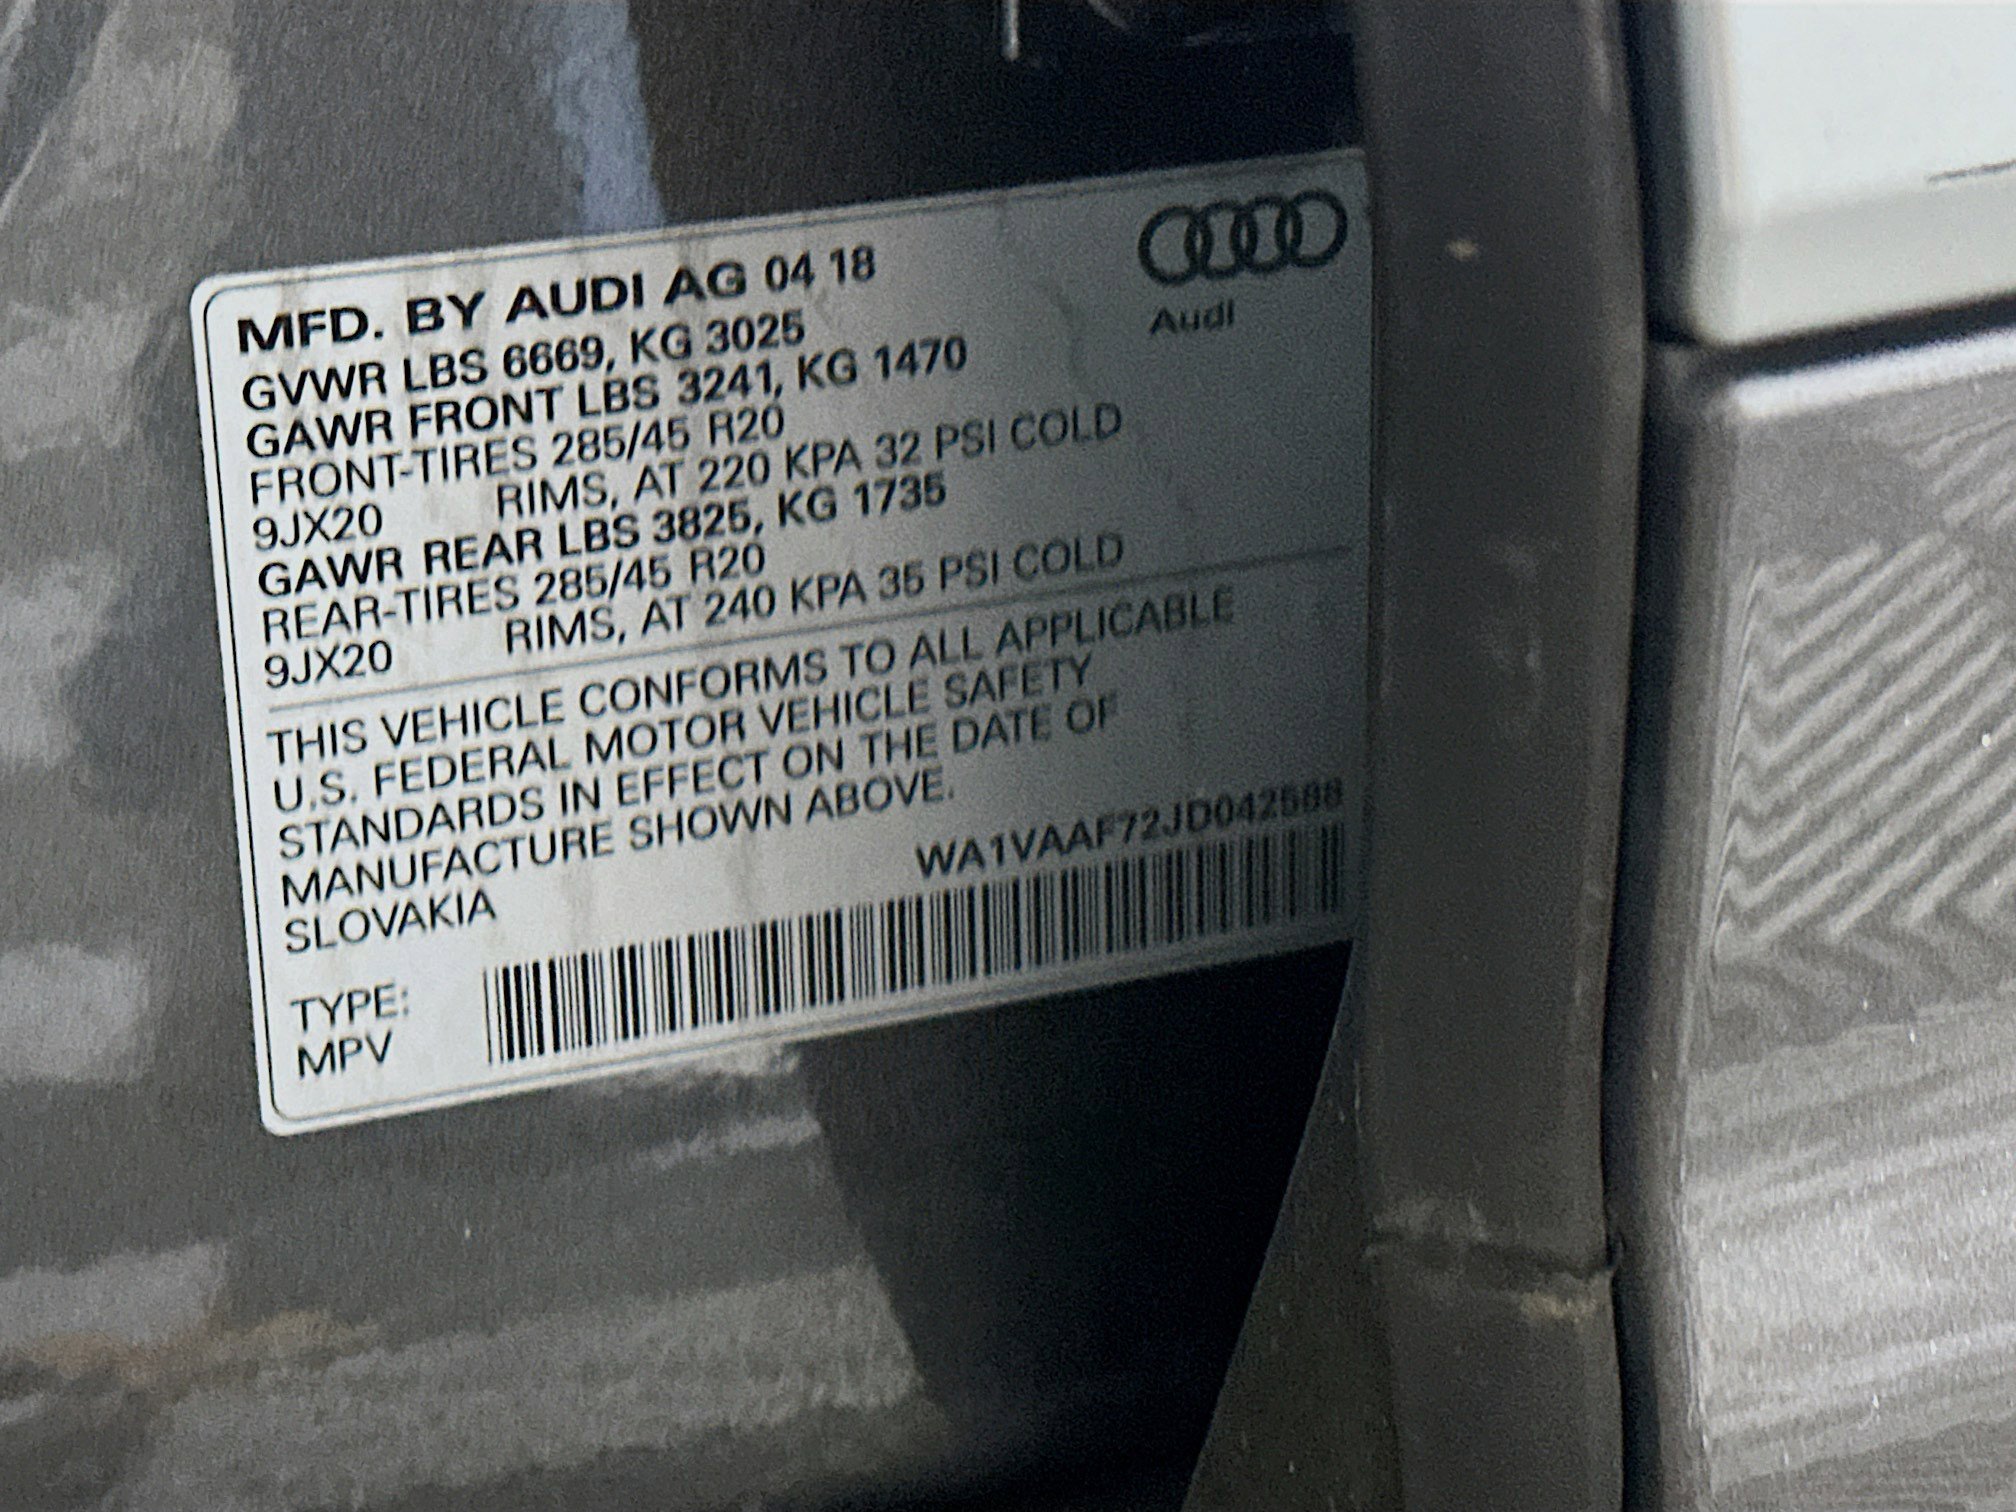 MFD. BY AUDI AG 04 18
Audi
GVWR LBS 6669, KG 3025
GAWR FRONT LBS 3241, KG 1470
FRONT-TIRES 285/45 R20
9JX20 RIMS, AT 220 KPA 32 PSI COLD
GAWR REAR LBS 3825, KG 1735
REAR-TIRES 285/45 R20
9JX20 RIMS, AT 240 KPA 35 PSI COLD
THIS VEHICLE CONFORMS TO ALL APPLICABLE
U.S. FEDERAL MOTOR VEHICLE SAFETY
STANDARDS IN EFFECT ON THE DATE OF
MANUFACTURE SHOWN ABOVE.
SLOVAKIA
WA1VAAF72JD042588
TYPE:
MPV